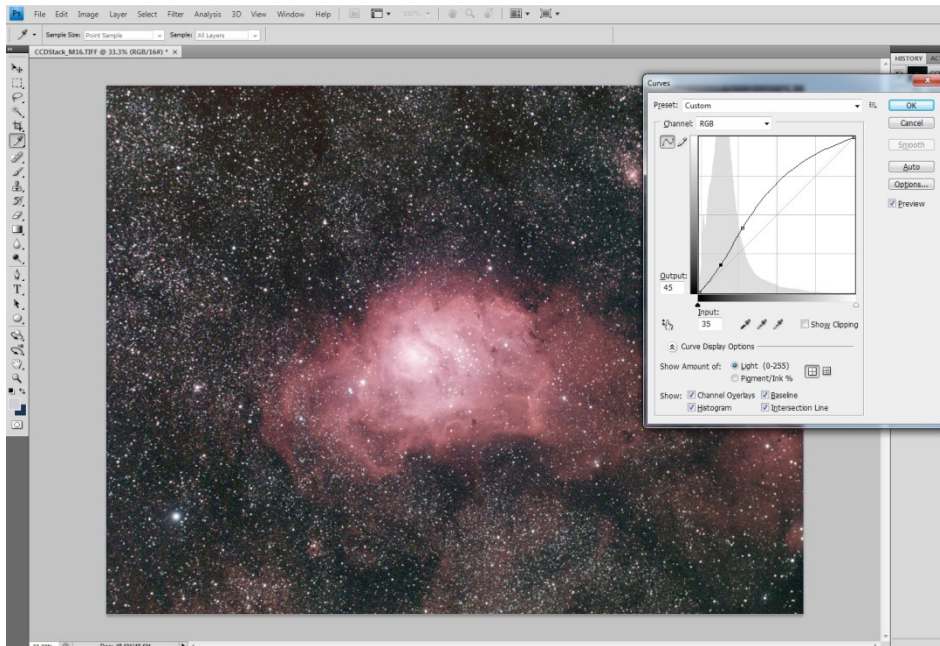 Ps File Edit Image Layer Select Filter Analysis 3D View Window Help
Sample Size: Point Sample Sample: All Layers
CCDStack_M16.TIFF @ 33.3% (RGB/16#) * ×
HISTORY AC
Curves
Preset: Custom
OK
Channel: RGB
Cancel
Smooth
Auto
Options...
Preview
Output:
45
Input:
35
Show Clipping
Curve Display Options
Show Amount of: Light (0-255)
Pigment/Ink %
Show: Channel Overlays Baseline
Histogram Intersection Line